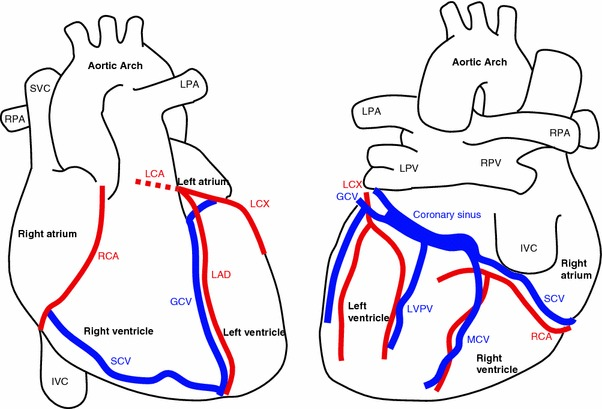 Aortic Arch
SVC
LPA
RPA
LCA
Left atrium
LCX
Right atrium
RCA
LAD
GCV
Right ventricle
Left ventricle
SCV
IVC
Aortic Arch
LPA
RPA
LPV
RPV
LCX
GCV
Coronary sinus
IVC
Right
atrium
Left
ventricle
LVPV
SCV
MCV
RCA
Right
ventricle